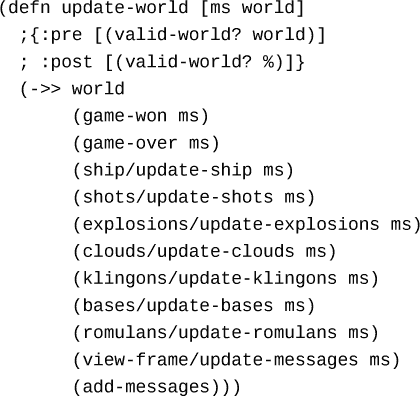 (defn update-world [ms world]
  ;{:pre [(valid-world? world)]
  ; :post [(valid-world? %)]}
  (->> world
       (game-won ms)
       (game-over ms)
       (ship/update-ship ms)
       (shots/update-shots ms)
       (explosions/update-explosions ms)
       (clouds/update-clouds ms)
       (klingons/update-klingons ms)
       (bases/update-bases ms)
       (romulans/update-romulans ms)
       (view-frame/update-messages ms)
       (add-messages)))